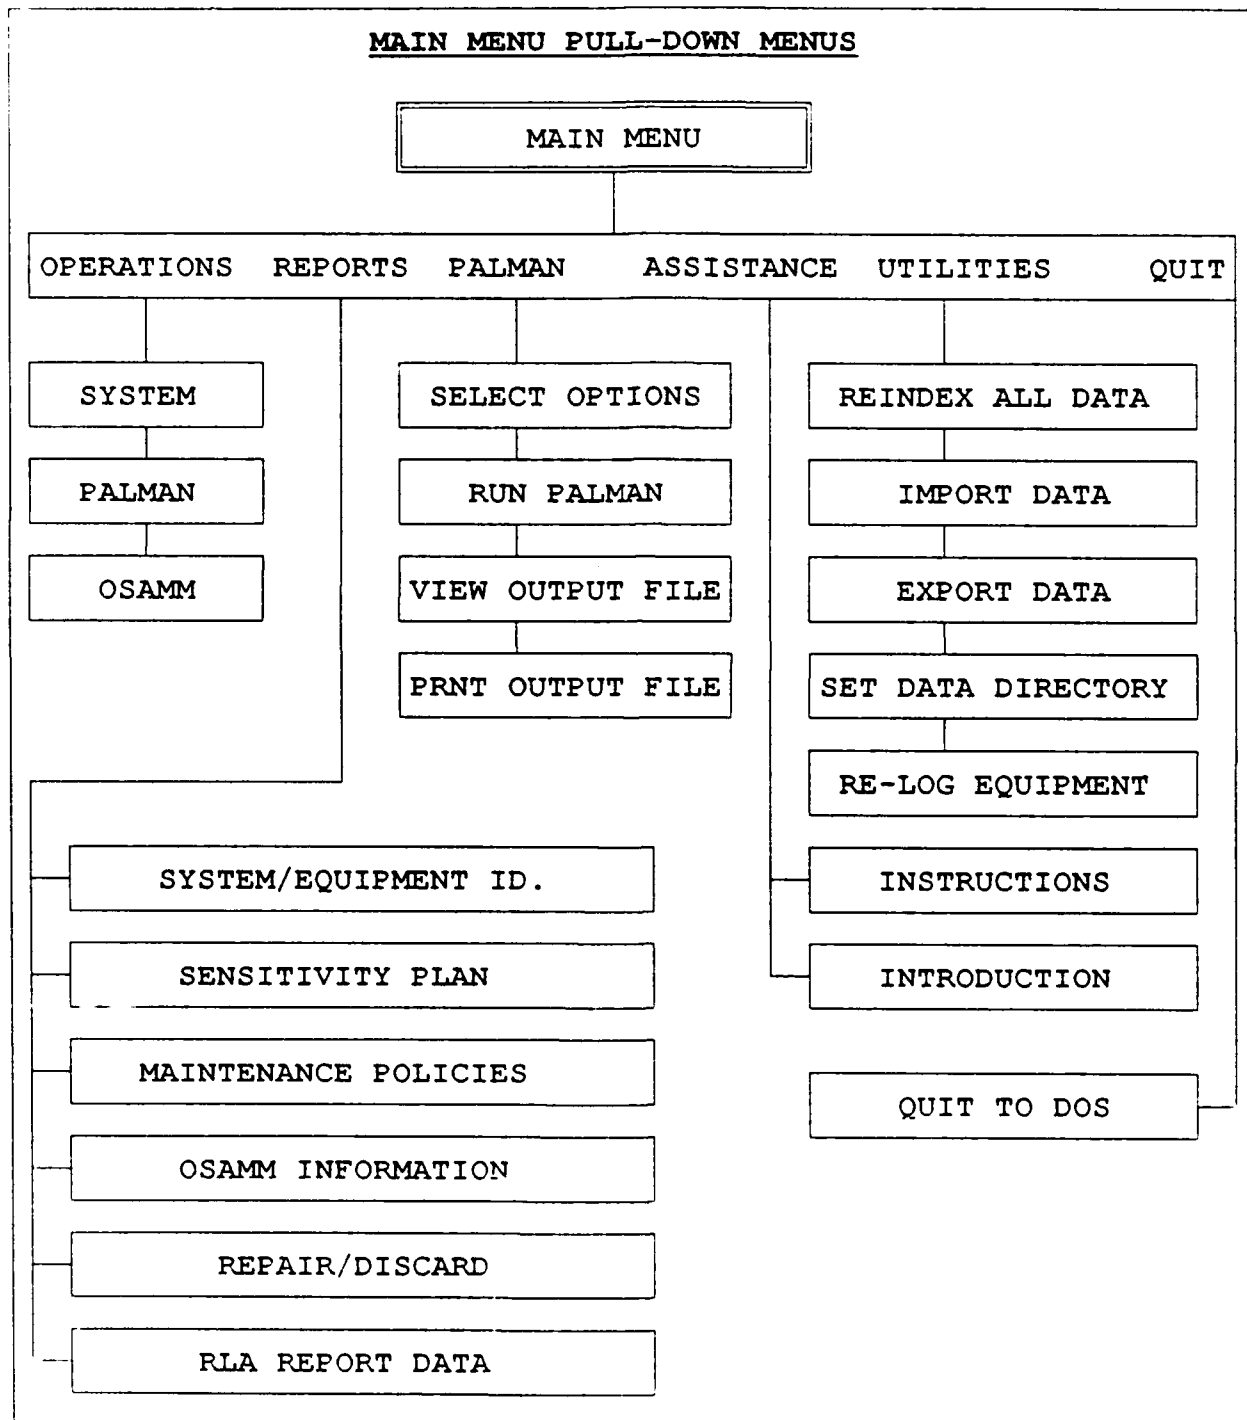 MAIN MENU PULL-DOWN MENUS
MAIN MENU
OPERATIONS REPORTS PALMAN ASSISTANCE UTILITIES QUIT
SYSTEM
PALMAN
OSAMM
SELECT OPTIONS
RUN PALMAN
VIEW OUTPUT FILE
PRNT OUTPUT FILE
REINDEX ALL DATA
IMPORT DATA
EXPORT DATA
SET DATA DIRECTORY
RE-LOG EQUIPMENT
INSTRUCTIONS
INTRODUCTION
QUIT TO DOS
SYSTEM/EQUIPMENT ID.
SENSITIVITY PLAN
MAINTENANCE POLICIES
OSAMM INFORMATION
REPAIR/DISCARD
RLA REPORT DATA